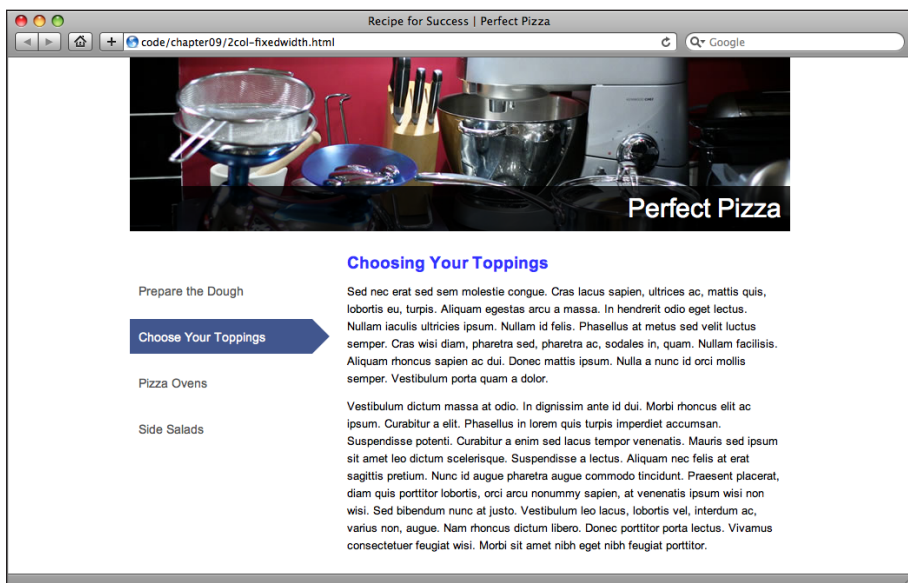 Recipe for Success | Perfect Pizza
code/chapter09/2col-fixedwidth.html
Google
Perfect Pizza
Prepare the Dough
Choose Your Toppings
Pizza Ovens
Side Salads
Choosing Your Toppings
Sed nec erat sed sem molestie congue. Cras lacus sapien, ultrices ac, mattis quis,
lobortis eu, turpis. Aliquam egestas arcu a massa. In hendrerit odio eget lectus.
Nullam iaculis ultricies ipsum. Nullam id felis. Phasellus at metus sed velit luctus
semper. Cras wisi diam, pharetra sed, pharetra ac, sodales in, quam. Nullam facilisis.
Aliquam rhoncus sapien ac dui. Donec mattis ipsum. Nulla a nunc id orci mollis
semper. Vestibulum porta quam a dolor.
Vestibulum dictum massa at odio. In dignissim ante id dui. Morbi rhoncus elit ac
ipsum. Curabitur a elit. Phasellus in lorem quis turpis imperdiet accumsan.
Suspendisse potenti. Curabitur a enim sed lacus tempor venenatis. Mauris sed ipsum
sit amet leo dictum scelerisque. Suspendisse a lectus. Aliquam nec felis at erat
sagittis pretium. Nunc id augue pharetra augue commodo tincidunt. Praesent placerat,
diam quis porttitor lobortis, orci arcu nonummy sapien, at venenatis ipsum wisi non
wisi. Sed bibendum nunc at justo. Vestibulum leo lacus, lobortis vel, interdum ac,
varius non, augue. Nam rhoncus dictum libero. Donec porttitor porta lectus. Vivamus
consectetuer feugiat wisi. Morbi sit amet nibh eget nibh feugiat porttitor.